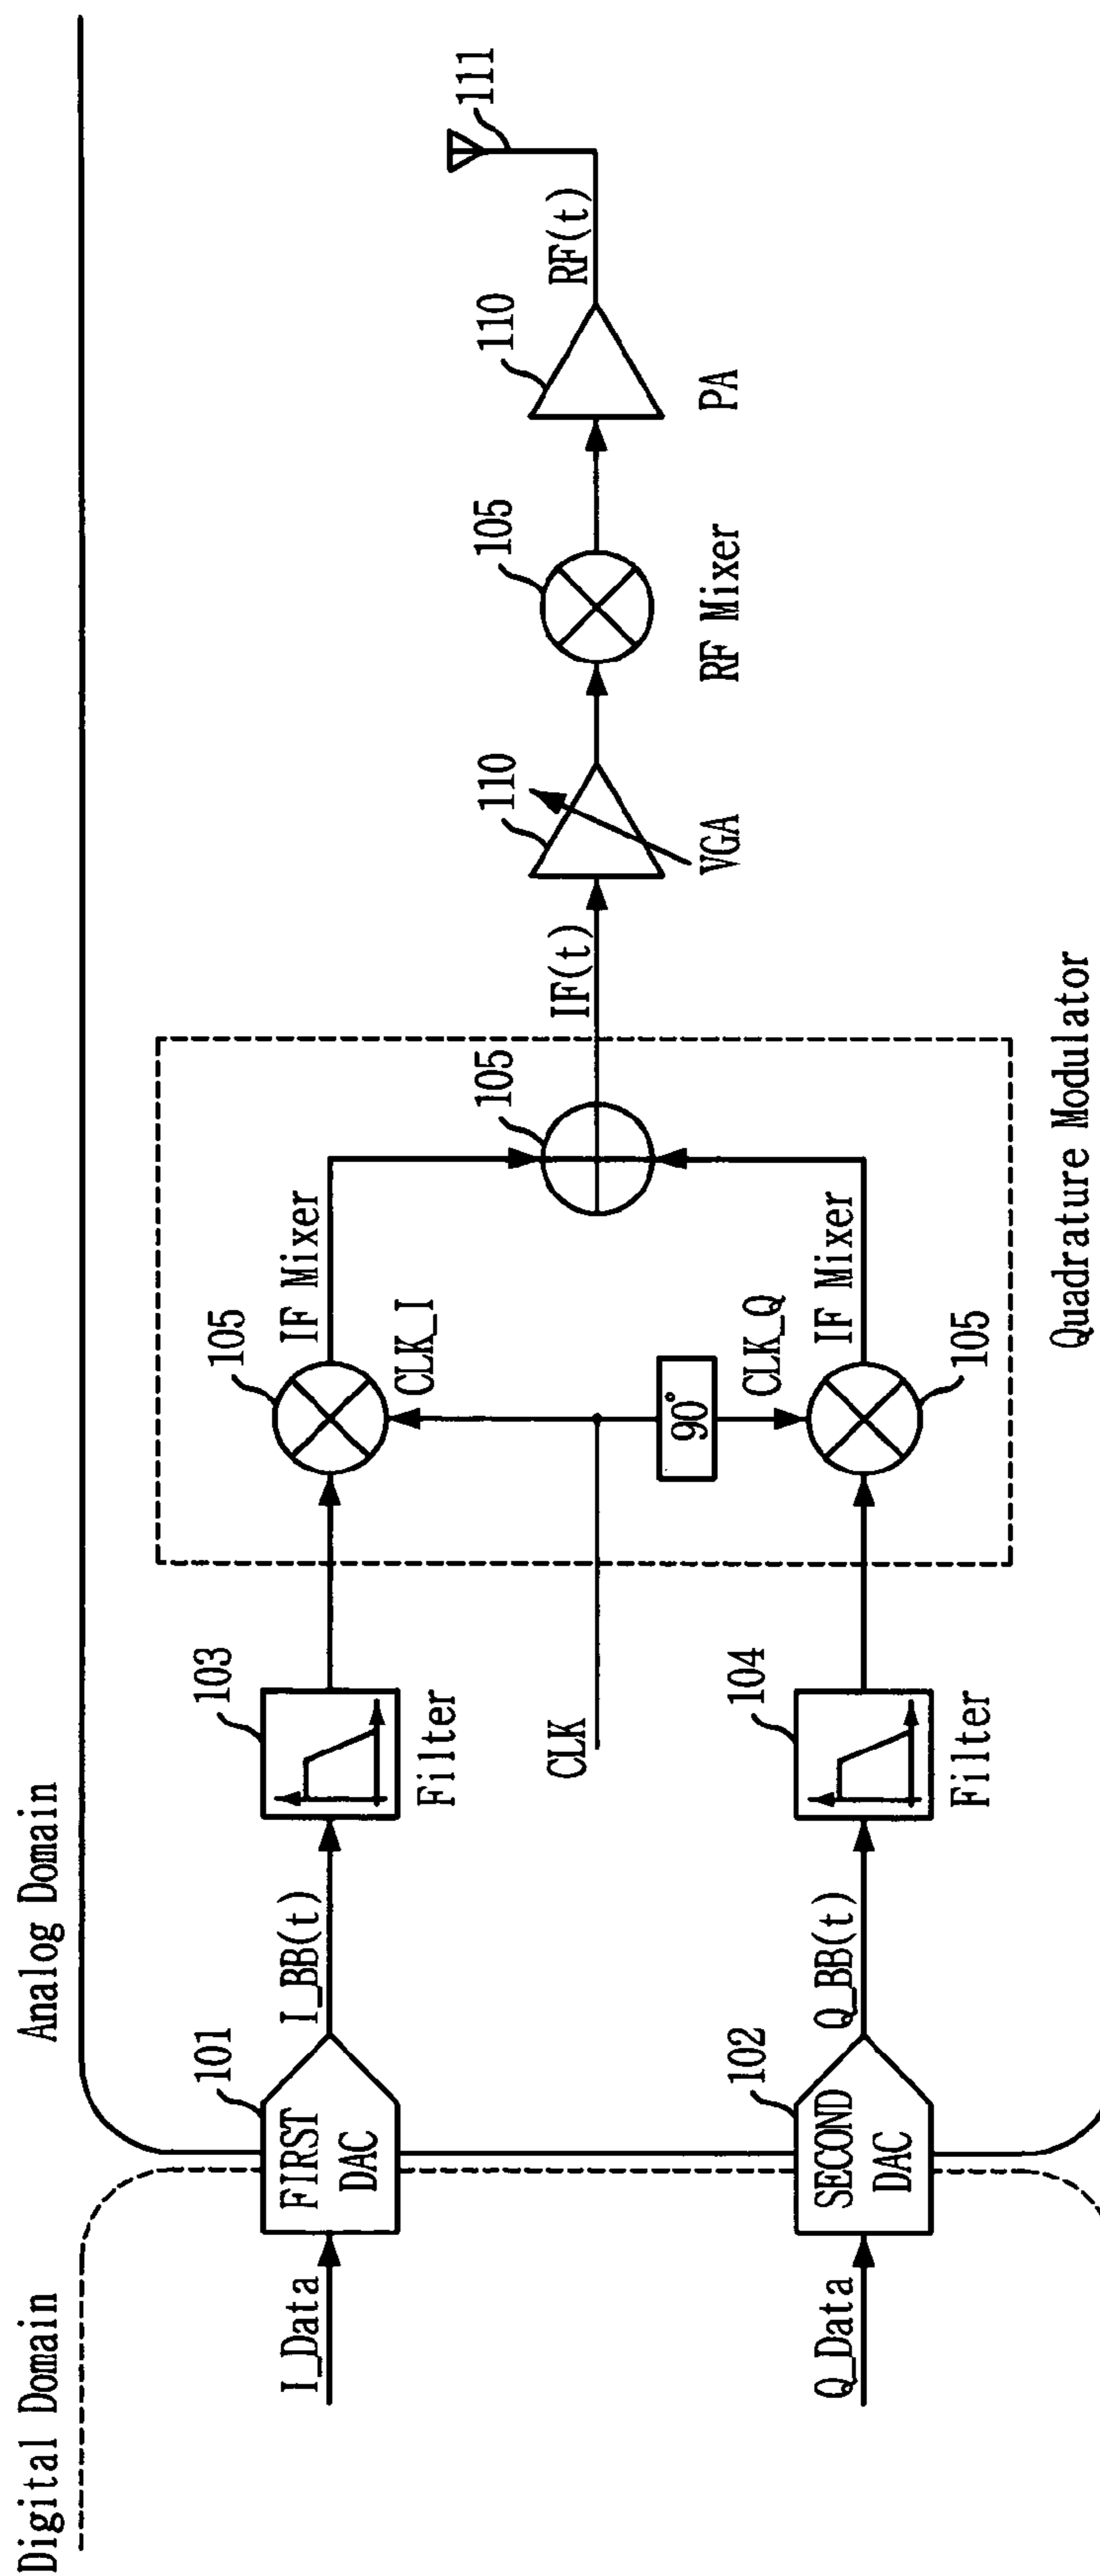 Digital Domain
Analog Domain
I_Data
FIRST
DAC
101
I_BB(t)
103
Filter
105
IF Mixer
CLK_I
CLK
90°
CLK_Q
105
IF(t)
110
VGA
105
RF Mixer
110
PA
RF(t)
111
Q_Data
SECOND
DAC
102
Q_BB(t)
104
Filter
IF Mixer
105
Quadrature Modulator